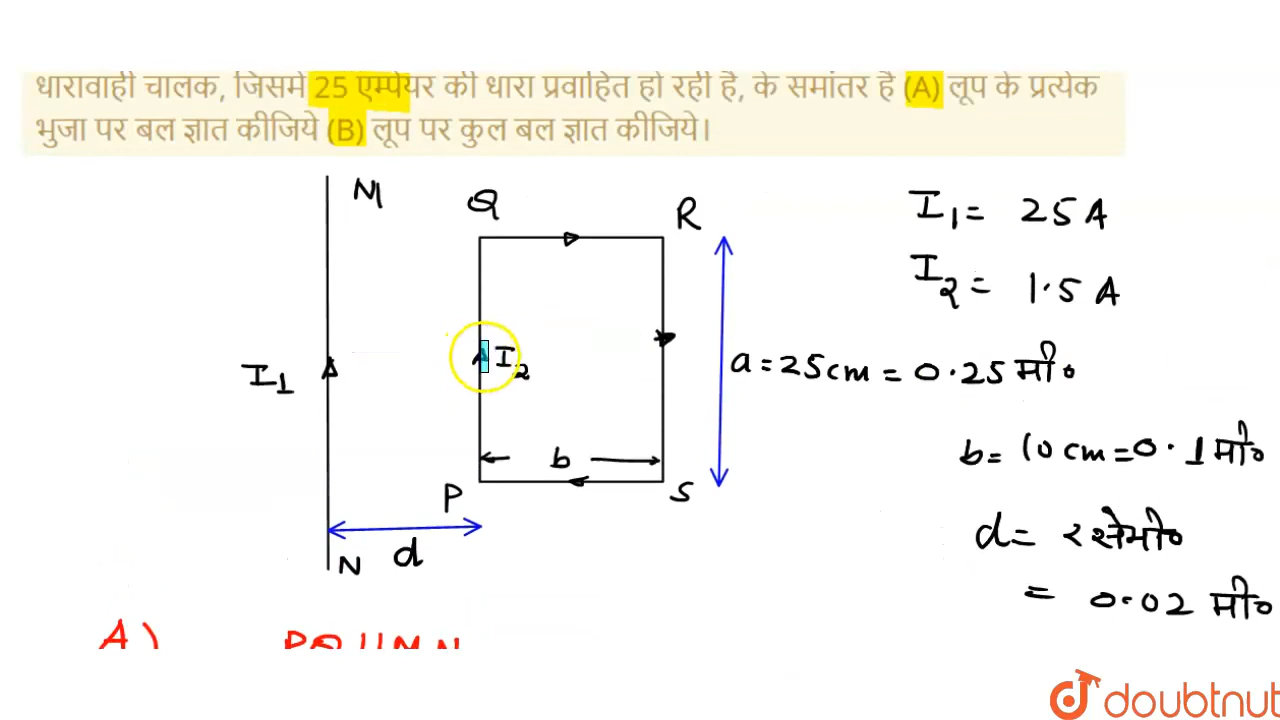 धारावाही चालक, जिसमें 25 एम्पेयर की धारा प्रवाहित हो रही है, के समांतर है (A) लूप के प्रत्येक
भुजा पर बल ज्ञात कीजिये (B) लूप पर कुल बल ज्ञात कीजिये।
M
Q
R
I₁ = 25 A
I₂ = 1.5 A
I₁
I₂
a = 25 cm = 0.25 मी०
b
b = 10 cm = 0.1 मी०
P
S
d
N
d = २ सेमी०
= 0.02 मी०
A)
doubtnut